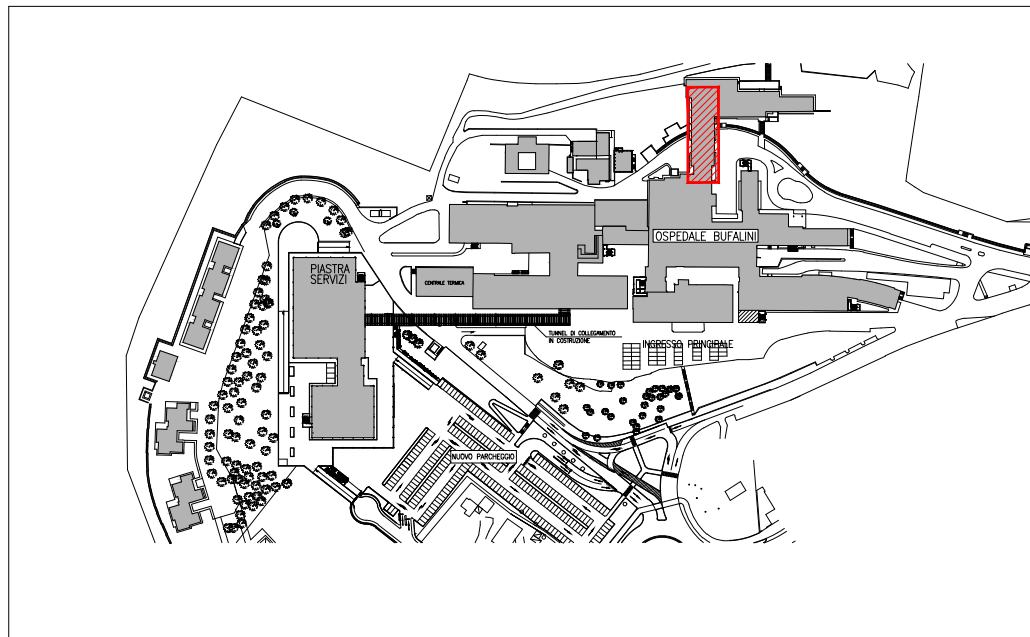 OSPEDALE BUFALINI
PIASTRA
SERVIZI
CENTRALE TERMICA
TUNNEL DI COLLEGAMENTO
IN COSTRUZIONE
INGRESSO PRINCIPALE
NUOVO PARCHEGGIO